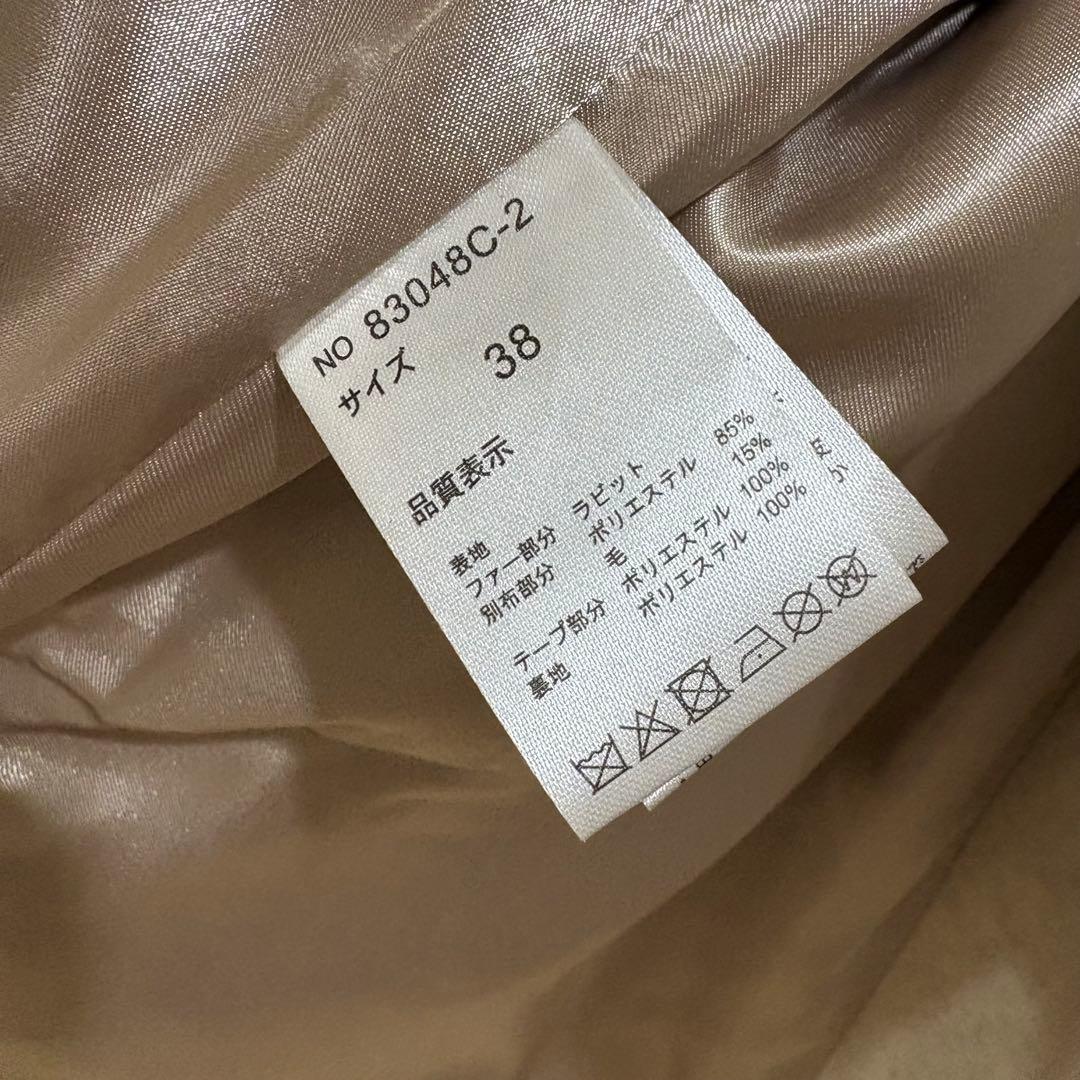 NO 83048C-2
サイズ 38
品質表示
表地
ファー部分 ラビット
別布部分 ポリエステル 85%
毛 15%
テープ部分 ポリエステル 100%
裏地 ポリエステル 100%